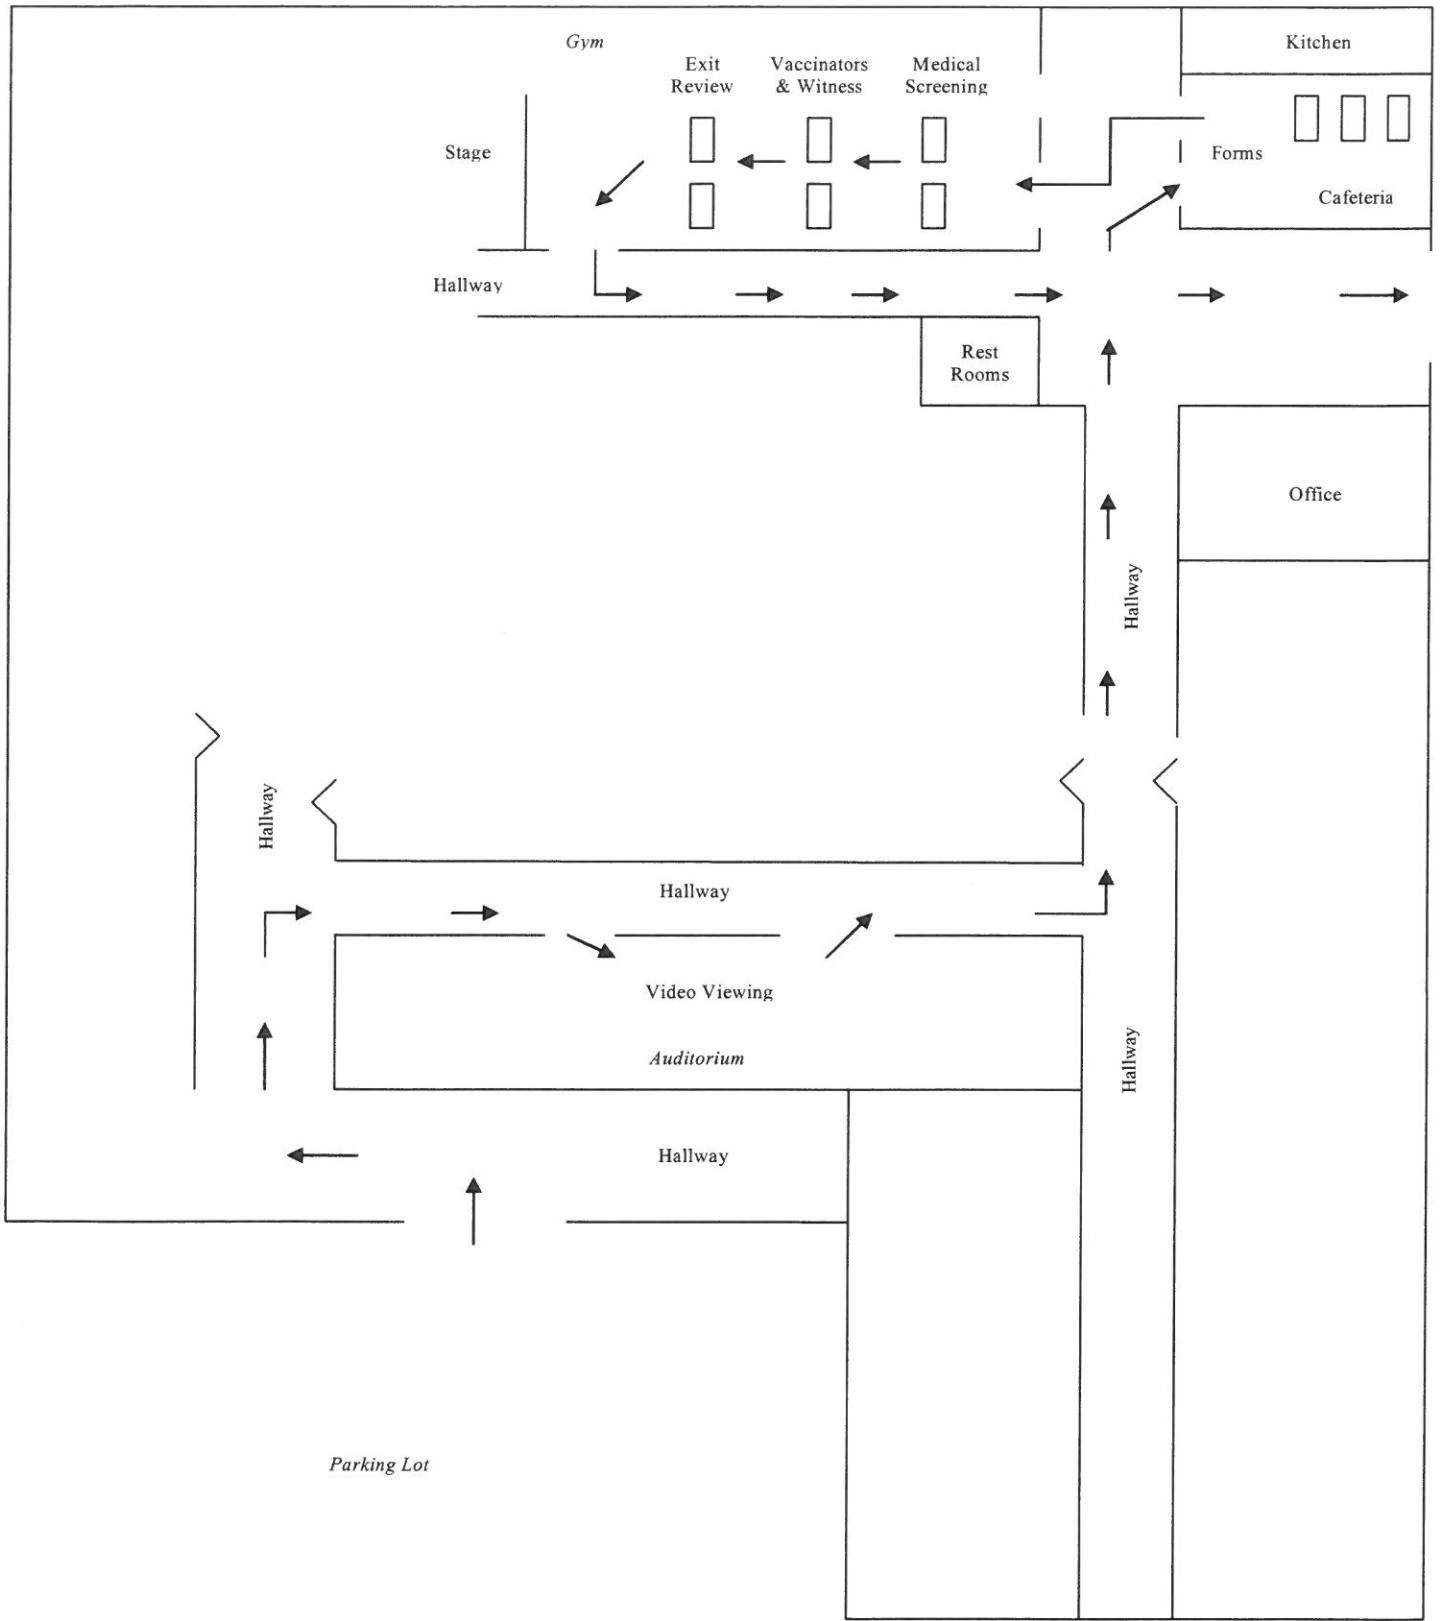 Gym
Kitchen
Exit
Review
Vaccinators
& Witness
Medical
Screening
Stage
Forms
Cafeteria
Hallway
Rest
Rooms
Office
Hallway
Hallway
Hallway
Video Viewing
Auditorium
Hallway
Hallway
Parking Lot